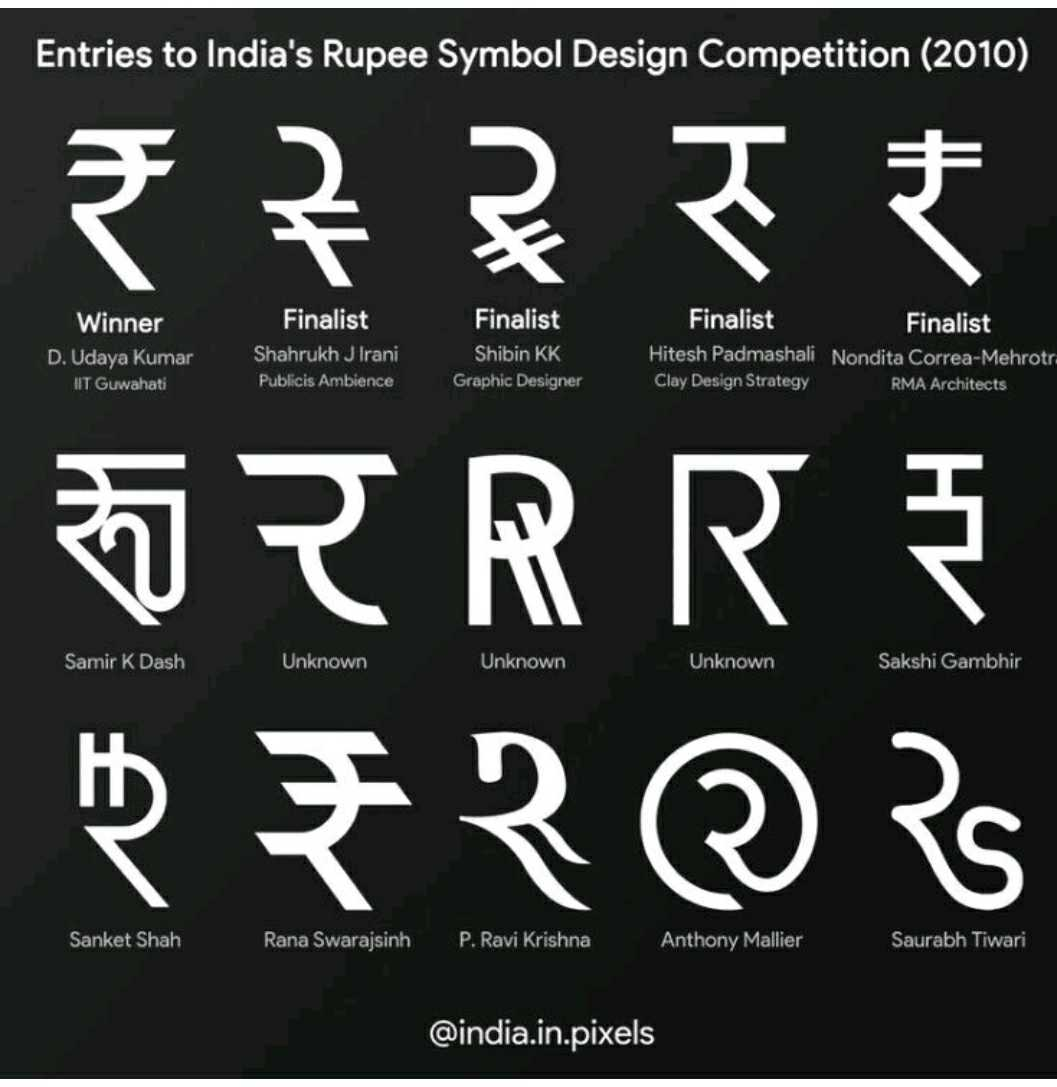 Entries to India's Rupee Symbol Design Competition (2010)
Winner
D. Udaya Kumar
IIT Guwahati
Finalist
Shahrukh J Irani
Publicis Ambience
Finalist
Shibin KK
Graphic Designer
Finalist
Hitesh Padmashali
Clay Design Strategy
Finalist
Nondita Correa-Mehrotra
RMA Architects
Samir K Dash
Unknown
Unknown
Unknown
Sakshi Gambhir
Sanket Shah
Rana Swarajsinh
P. Ravi Krishna
Anthony Mallier
Saurabh Tiwari
@india.in.pixels